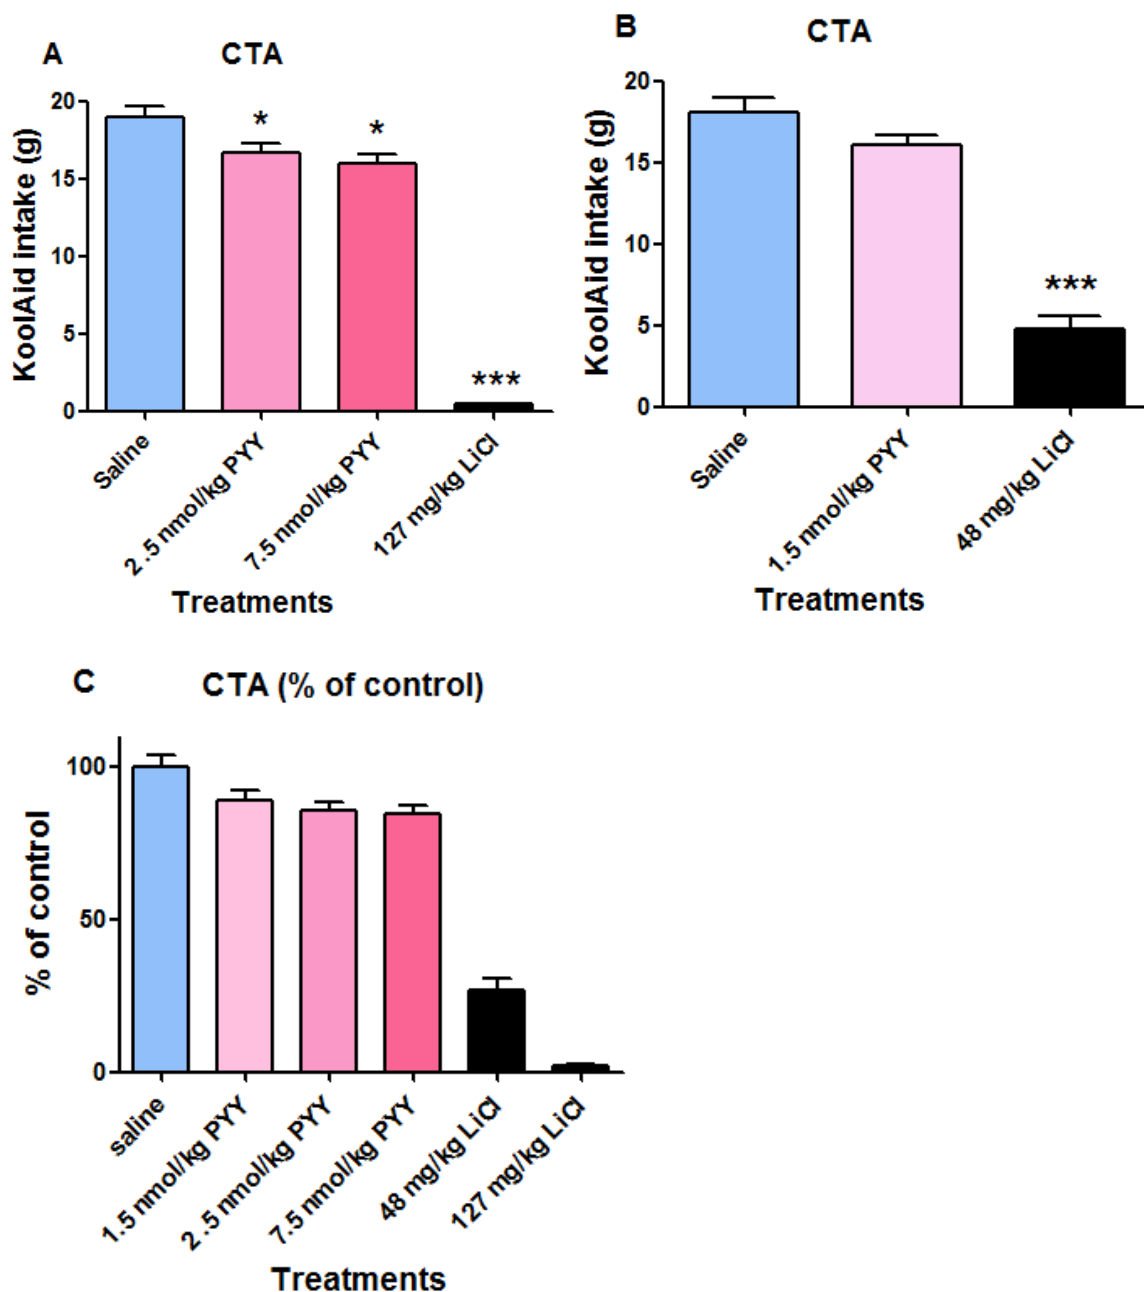 A
CTA
KoolAid intake (g)
20
15
10
5
0
*
*
***
Saline
2 .5 nmol/kg PYY
7.5 nmol/kg PYY
127 mg/kg LiCl
Treatments
B
CTA
KoolAid intake (g)
20
15
10
5
0
***
Saline
1.5 nmol/kg PYY
48 mg/kg LiCl
Treatments
C
CTA (% of control)
% of control
100
50
0
saline
1.5 nmol/kg PYY
2 .5 nmol/kg PYY
7.5 nmol/kg PYY
48 mg/kg LiCl
127 mg/kg LiCl
Treatments